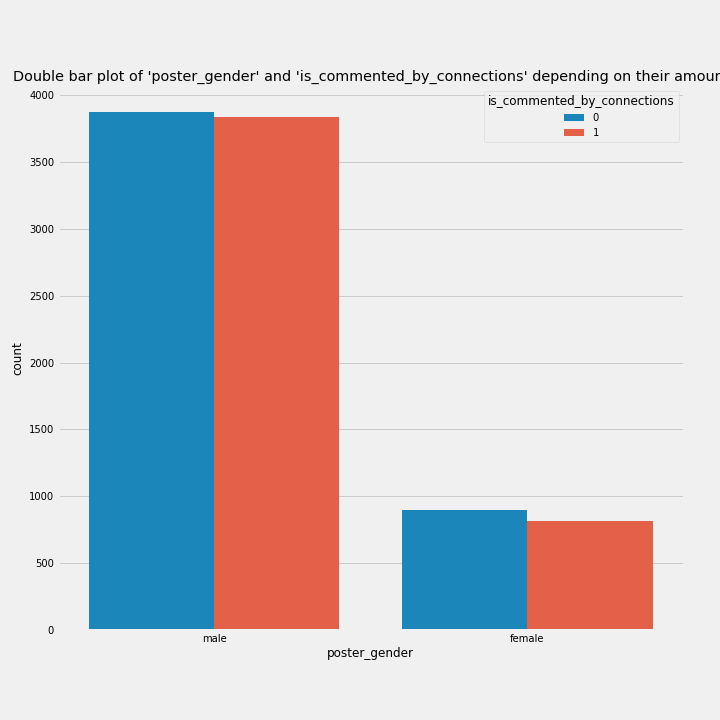 Double bar plot of 'poster_gender' and 'is_commented_by_connections' depending on their
is_commented_by_connections
0
1
4000
3500
3000
2500
2000
1500
1000
500
0
count
male female
poster_gender